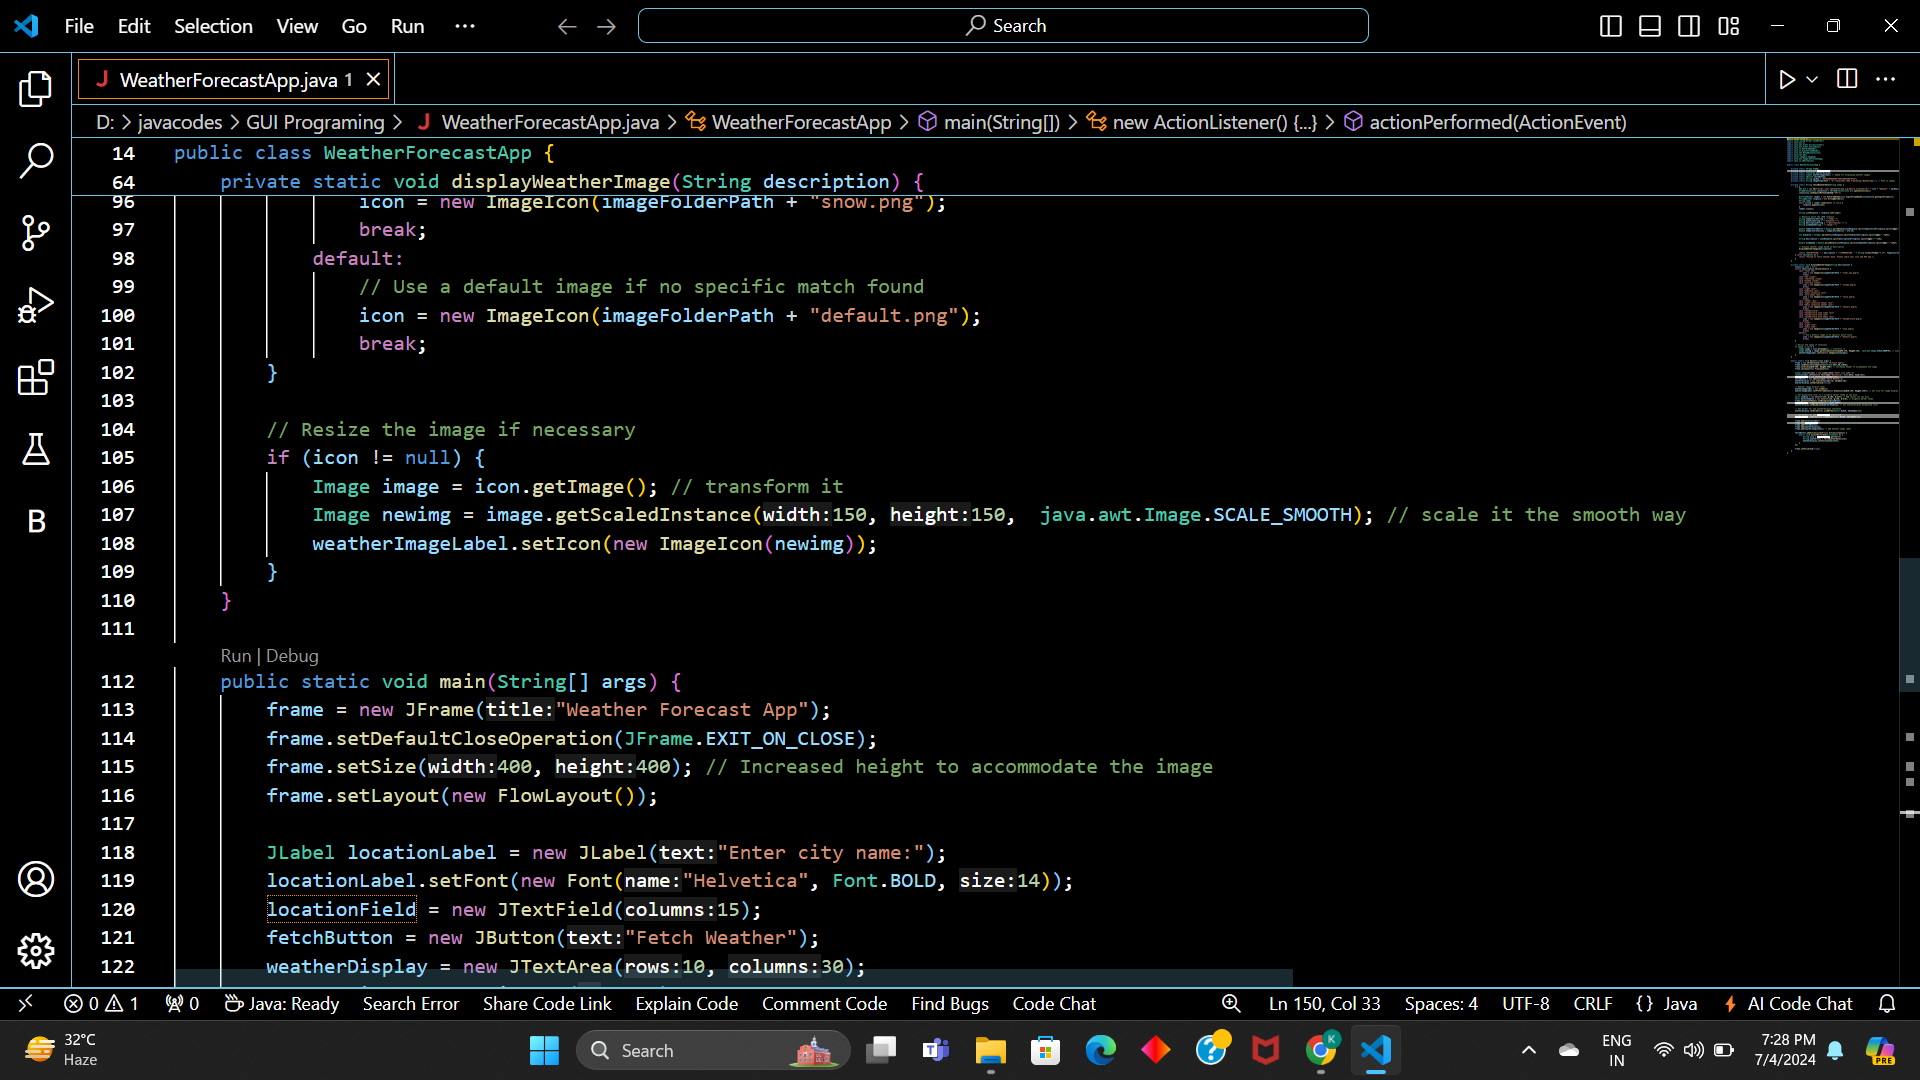 File Edit Selection View Go Run ··· Search
WeatherForecastApp.java 1
D: > javacodes > GUI Programing > WeatherForecastApp.java > WeatherForecastApp > main(String[]) > new ActionListener() {...} > actionPerformed(ActionEvent)
14 public class WeatherForecastApp {
64 private static void displayWeatherImage(String description) {
96 icon = new ImageIcon(imageFolderPath + "snow.png");
97 break;
98 default:
99 // Use a default image if no specific match found
100 icon = new ImageIcon(imageFolderPath + "default.png");
101 break;
102 }
103
104 // Resize the image if necessary
105 if (icon != null) {
106 Image image = icon.getImage(); // transform it
107 Image newimg = image.getScaledInstance(width:150, height:150,  java.awt.Image.SCALE_SMOOTH); // scale it the smooth way
108 weatherImageLabel.setIcon(new ImageIcon(newimg));
109 }
110 }
111
Run | Debug
112 public static void main(String[] args) {
113 frame = new JFrame(title:"Weather Forecast App");
114 frame.setDefaultCloseOperation(JFrame.EXIT_ON_CLOSE);
115 frame.setSize(width:400, height:400); // Increased height to accommodate the image
116 frame.setLayout(new FlowLayout());
117
118 JLabel locationLabel = new JLabel(text:"Enter city name:");
119 locationLabel.setFont(new Font(name:"Helvetica", Font.BOLD, size:14));
120 locationField = new JTextField(columns:15);
121 fetchButton = new JButton(text:"Fetch Weather");
122 weatherDisplay = new JTextArea(rows:10, columns:30);
0 1 0 Java: Ready Search Error Share Code Link Explain Code Comment Code Find Bugs Code Chat Ln 150, Col 33 Spaces: 4 UTF-8 CRLF {} Java AI Code Chat
32°C
Haze
Search
ENG
IN
7:28 PM
7/4/2024
PRE